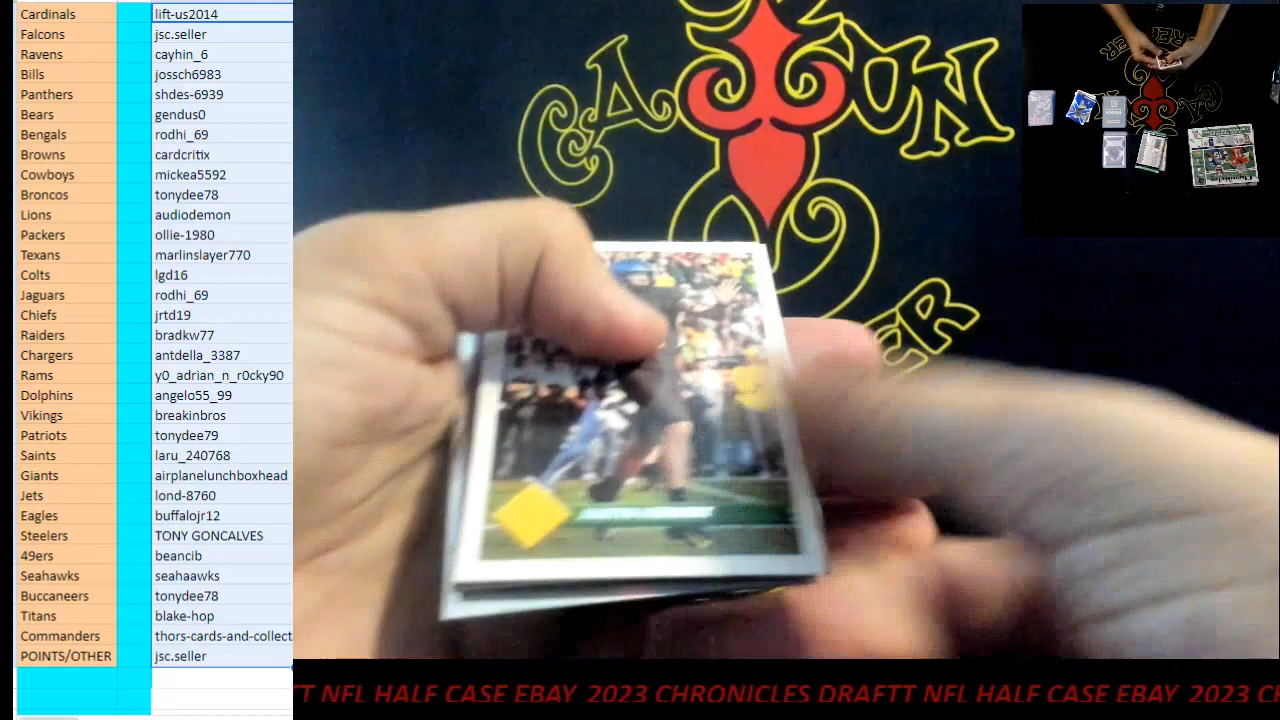 Cardinals lift-us2014
Falcons jsc.seller
Ravens cayhin_6
Bills jossch6983
Panthers shdes-6939
Bears gendus0
Bengals rodhi_69
Browns cardcritix
Cowboys mickea5592
Broncos tonydee78
Lions audiodemon
Packers ollie-1980
Texans marlinslayer770
Colts lgd16
Jaguars rodhi_69
Chiefs jrtd19
Raiders bradkw77
Chargers antdella_3387
Rams y0_adrian_n_r0cky90
Dolphins angelo55_99
Vikings breakinbros
Patriots tonydee79
Saints laru_240768
Giants airplanelunchboxhead
Jets lond-8760
Eagles buffalojr12
Steelers TONY GONCALVES
49ers beancib
Seahawks seahaawks
Buccaneers tonydee78
Titans blake-hop
Commanders thors-cards-and-collect
POINTS/OTHER jsc.seller
TT NFL HALF CASE EBAY 2023 CHRONICLES DRAFTT NFL HALF CASE EBAY 2023 C